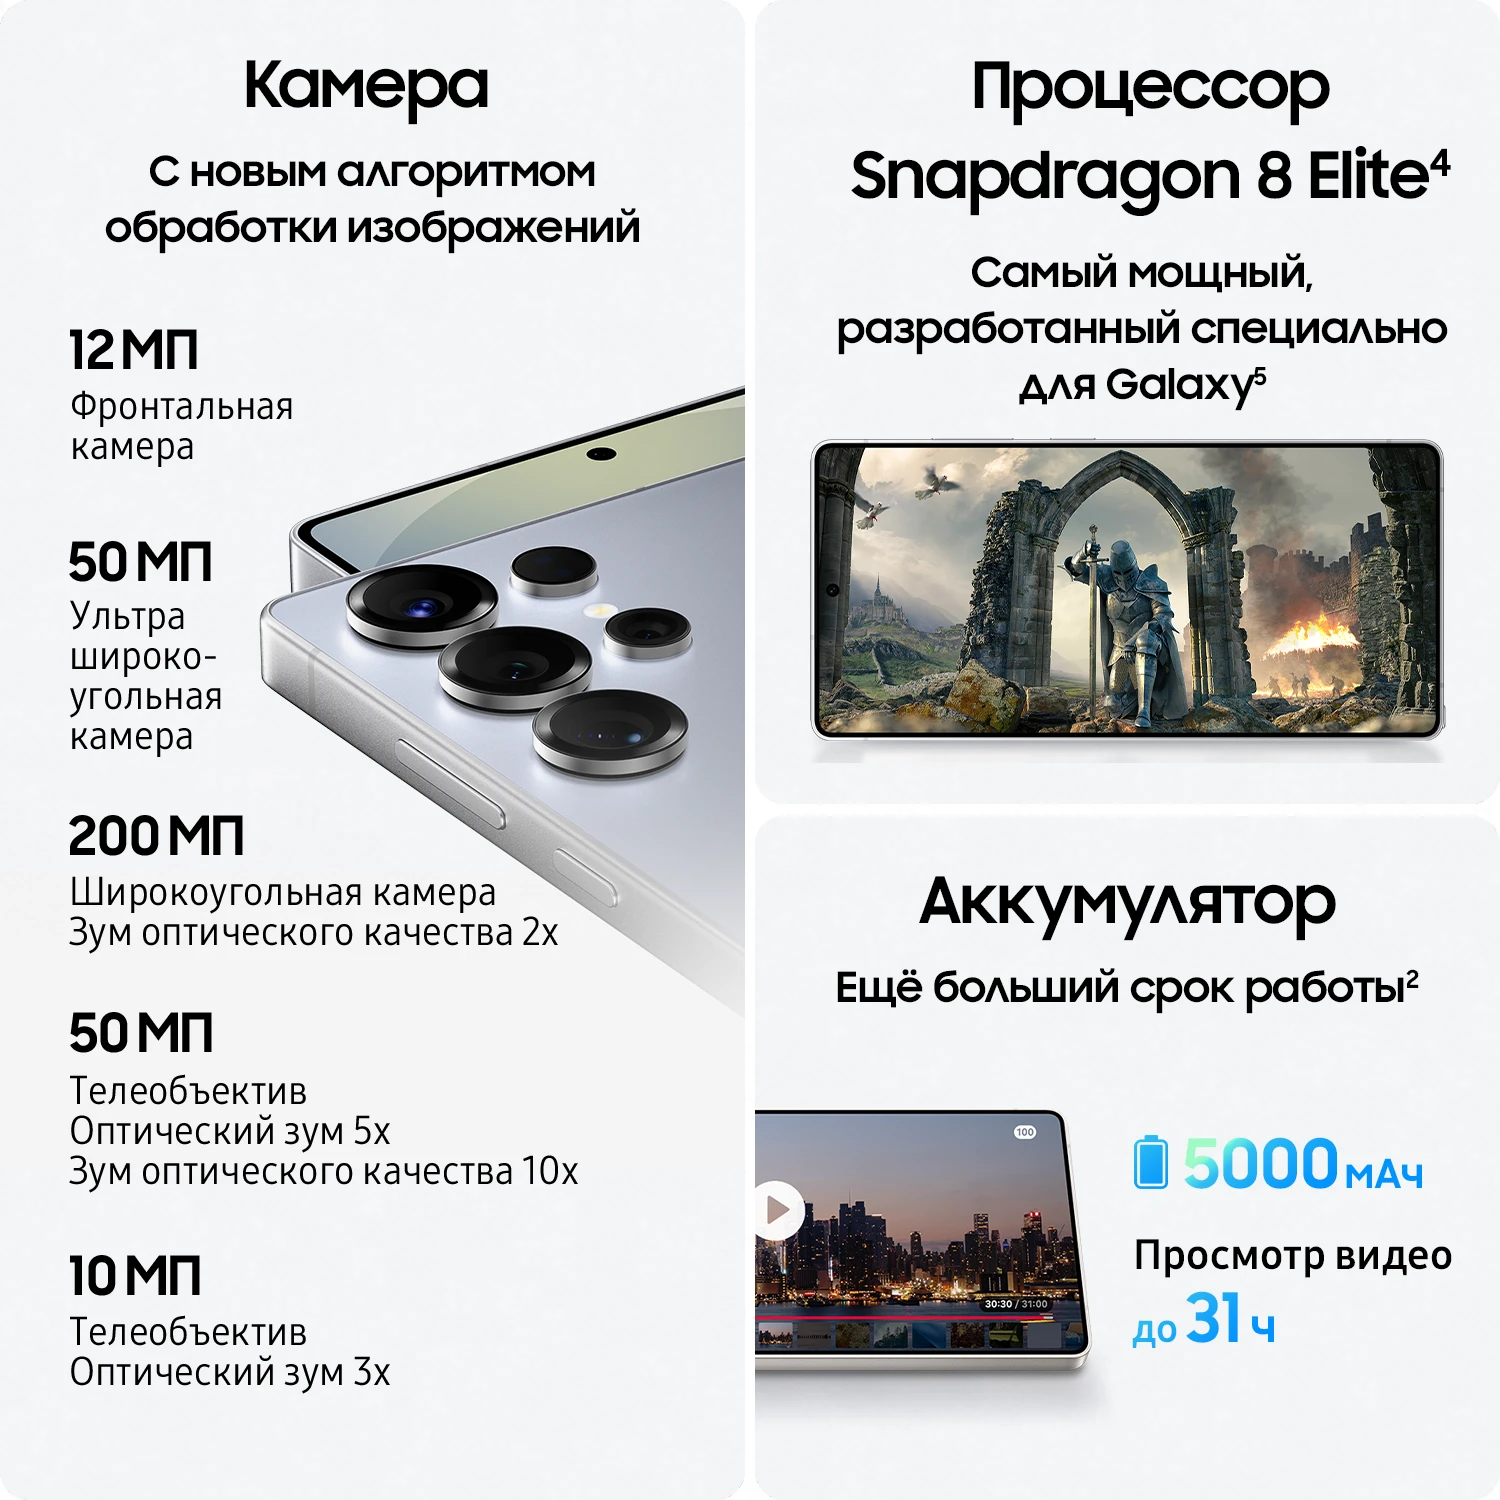 Камера
С новым алгоритмом
обработки изображений
12 МП
Фронтальная
камера
50 МП
Ультра
широко-
угольная
камера
200 МП
Широкоугольная камера
Зум оптического качества 2x
50 МП
Телеобъектив
Оптический зум 5x
Зум оптического качества 10x
10 МП
Телеобъектив
Оптический зум 3x
Процессор
Snapdragon 8 Elite⁴
Самый мощный,
разработанный специально
для Galaxy⁵
Аккумулятор
Ещё больший срок работы²
100
30:30 / 31:00
5000 мАч
Просмотр видео
до 31 ч